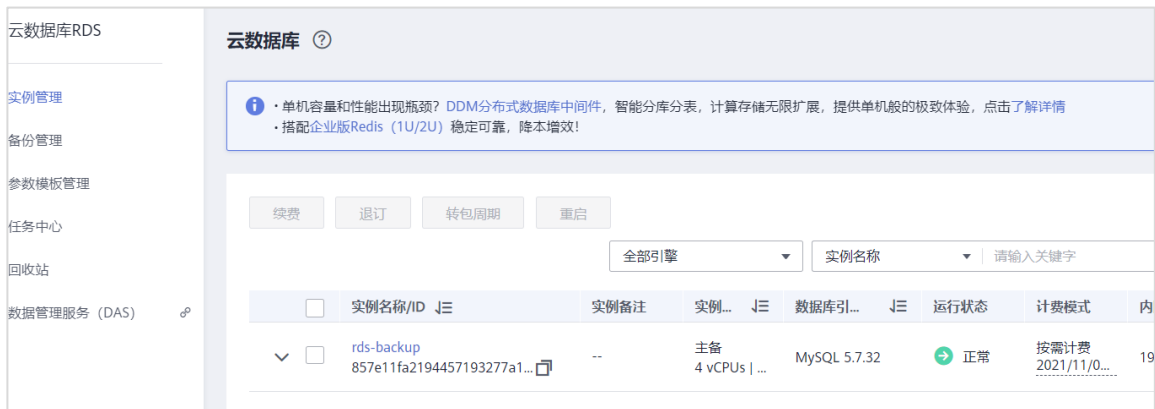 云数据库RDS
实例管理
备份管理
参数模板管理
任务中心
回收站
数据管理服务（DAS）
云数据库 ?
· 单机容量和性能出现瓶颈？DDM分布式数据库中间件，智能分库分表，计算存储无限扩展，提供单机般的极致体验，点击了解详情
· 搭配企业版Redis（1U/2U）稳定可靠，降本增效！
续费 退订 转包周期 重启
全部引擎 实例名称 请输入关键字
实例名称/ID 实例备注 实例... 数据库引... 运行状态 计费模式 内
rds-backup
857e11fa2194457193277a1...
--
主备
4 vCPUs | ...
MySQL 5.7.32
正常
按需计费
2021/11/0...
19